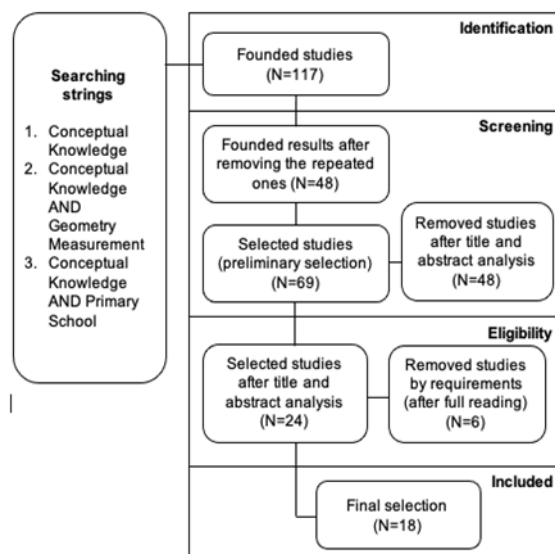 Searching
strings
1. Conceptual
Knowledge
2. Conceptual
Knowledge
AND
Geometry
Measurement
3. Conceptual
Knowledge
AND Primary
School
Identification
Founded studies
(N=117)
Screening
Founded results after
removing the repeated
ones (N=48)
Selected studies
(preliminary selection)
(N=69)
Removed studies
after title and
abstract analysis
(N=48)
Eligibility
Selected studies
after title and
abstract analysis
(N=24)
Removed studies
by requirements
(after full reading)
(N=6)
Included
Final selection
(N=18)